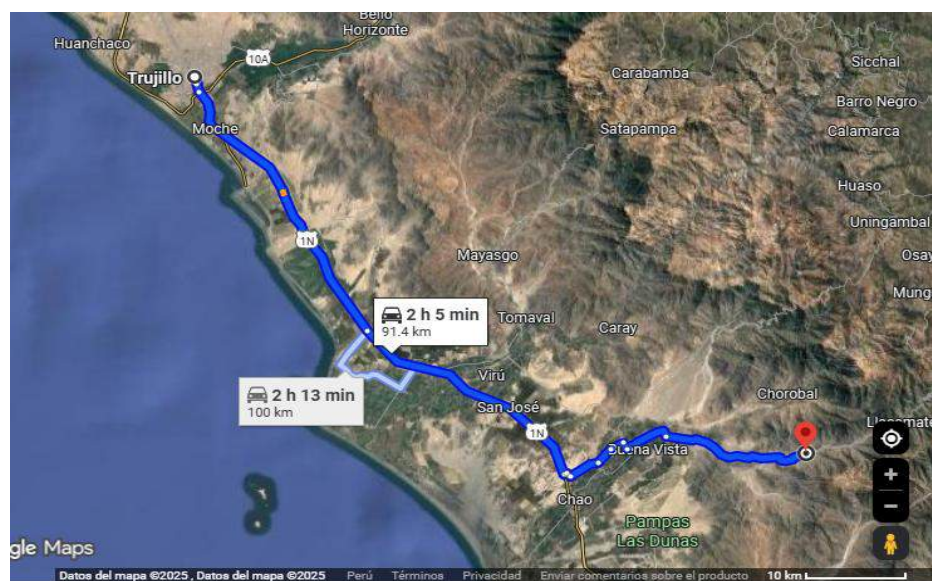 Bello
Horizonte
Huanchaco
10A
Sicchal
Trujillo
Carabamba
Barro Negro
Moche
Satapampa
Calamarca
Huaso
Uningambal
1N
Mayasgo
Osay
Mung
2 h 5 min
91.4 km
Tomaval
Caray
Virú
2 h 13 min
100 km
Chorobal
San José
1N
Buena Vista
Chao
Pampas
Las Dunas
gle Maps
Datos del mapa ©2025 , Datos del mapa ©2025 Perú Términos Privacidad Enviar comentarios sobre el producto 10 km